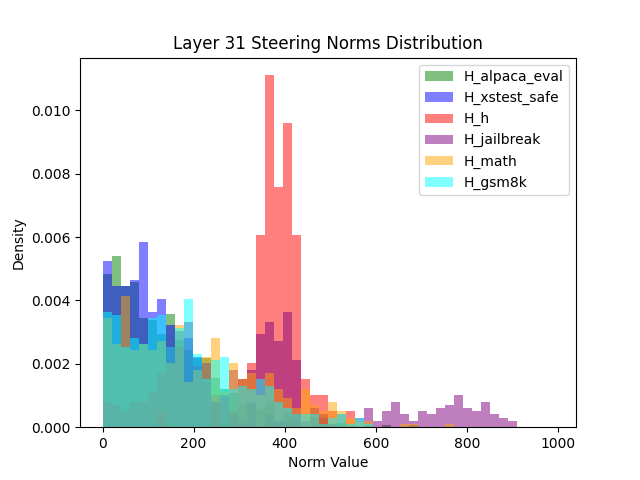 Layer 31 Steering Norms Distribution
H_alpaca_eval
H_xstest_safe
H_h
H_jailbreak
H_math
H_gsm8k
Density
0.010
0.008
0.006
0.004
0.002
0.000
0
200
400
600
800
1000
Norm Value